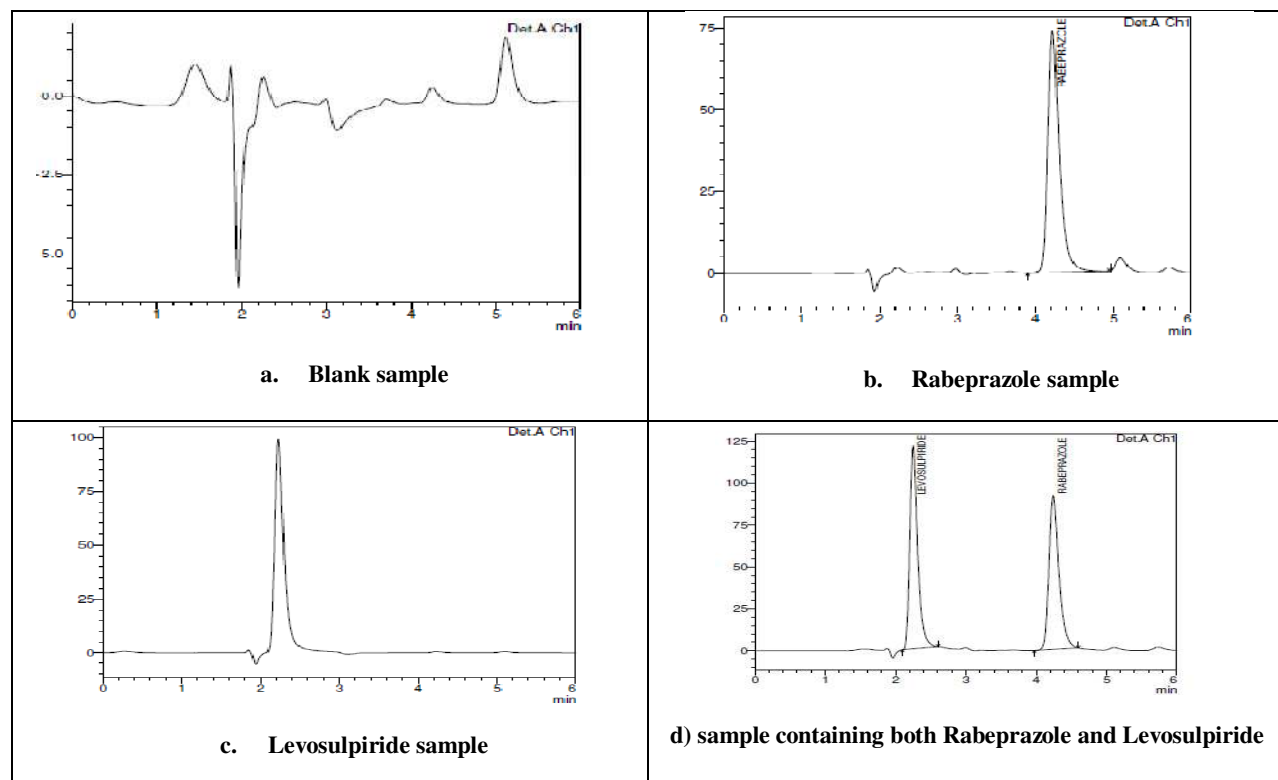 Det.A Ch1
0.0
-2.5
5.0
0 1 2 3 4 5 6
min
a. Blank sample
Det.A Ch1
RABEPRAZOLE
75
50
25
0
0 1 2 3 4 5 6
min
b. Rabeprazole sample
Det.A Ch1
100
75
50
25
0
0 1 2 3 4 5 6
min
c. Levosulpiride sample
Det.A Ch1
LEVOSULPIRIDE
RABEPRAZOLE
125
100
75
50
25
0
0 1 2 3 4 5 6
min
d) sample containing both Rabeprazole and Levosulpiride